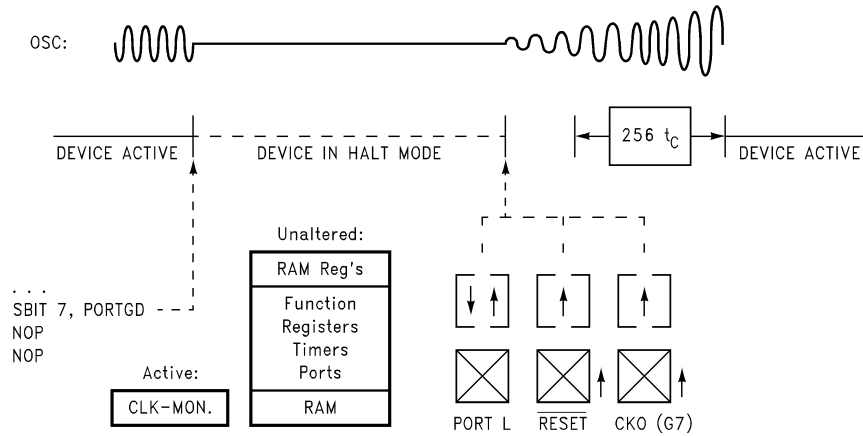 OSC:
256 tC
DEVICE ACTIVE
DEVICE IN HALT MODE
DEVICE ACTIVE
Unaltered:
RAM Reg's
. . .
SBIT 7, PORTGD
NOP
NOP
Function
Registers
Timers
Ports
Active:
CLK-MON.
RAM
PORT L
RESET
CKO (G7)